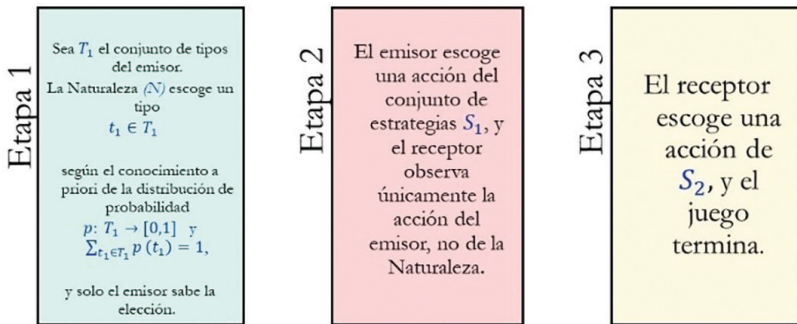 Etapa 1
Sea T₁ el conjunto de tipos
del emisor.
La Naturaleza (N) escoge un
tipo
t₁ ∈ T₁
según el conocimiento a
priori de la distribución de
probabilidad
p: T₁ → [0,1] y
∑_{t₁∈T₁} p (t₁) = 1,
y solo el emisor sabe la
elección.
Etapa 2
El emisor escoge
una acción del
conjunto de
estrategias S₁, y
el receptor
observa
únicamente la
acción del
emisor, no de la
Naturaleza.
Etapa 3
El receptor
escoge una
acción de
S₂, y el
juego
termina.